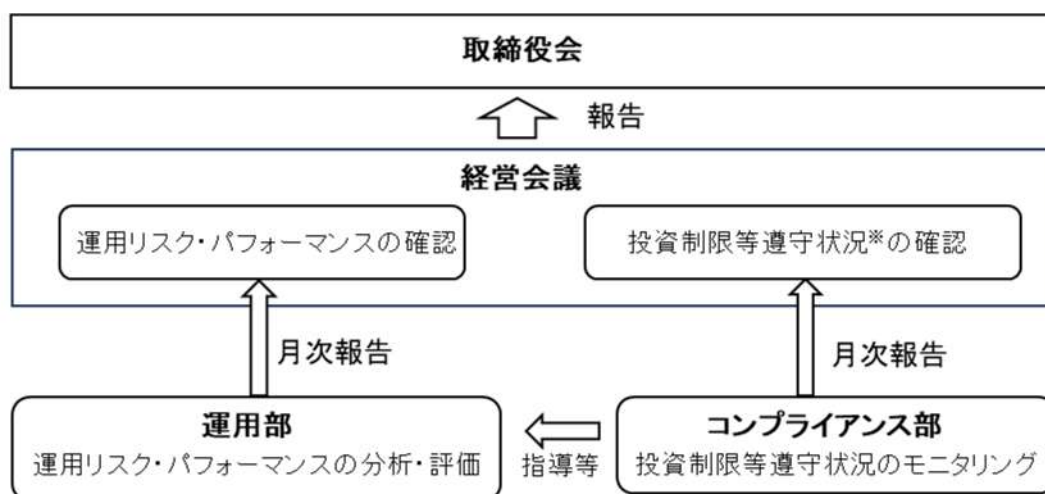 取締役会
報告
経営会議
運用リスク・パフォーマンスの確認
投資制限等遵守状況※の確認
月次報告
月次報告
運用部
運用リスク・パフォーマンスの分析・評価
指導等
コンプライアンス部
投資制限等遵守状況のモニタリング